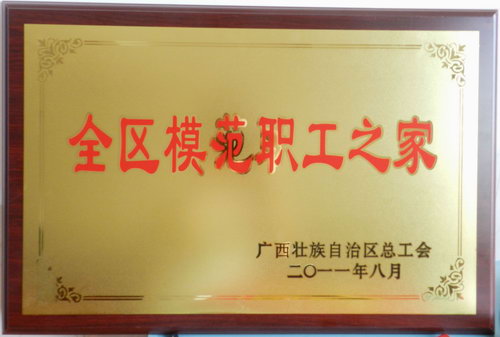 全区模范职工之家
广西壮族自治区总工会
二〇一一年八月